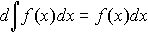 d∫f(x)dx = f(x)dx